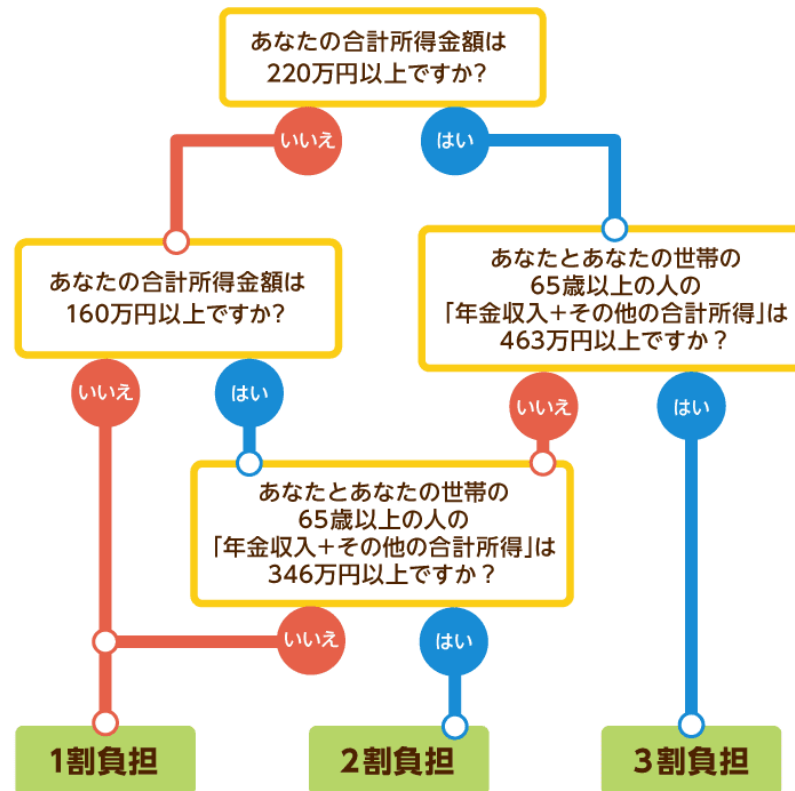 あなたの合計所得金額は
220万円以上ですか?
いいえ
はい
あなたの合計所得金額は
160万円以上ですか?
あなたとあなたの世帯の
65歳以上の人の
「年金収入+その他の合計所得」は
463万円以上ですか？
いいえ
はい
いいえ
はい
あなたとあなたの世帯の
65歳以上の人の
「年金収入+その他の合計所得」は
346万円以上ですか？
いいえ
はい
1割負担
2割負担
3割負担